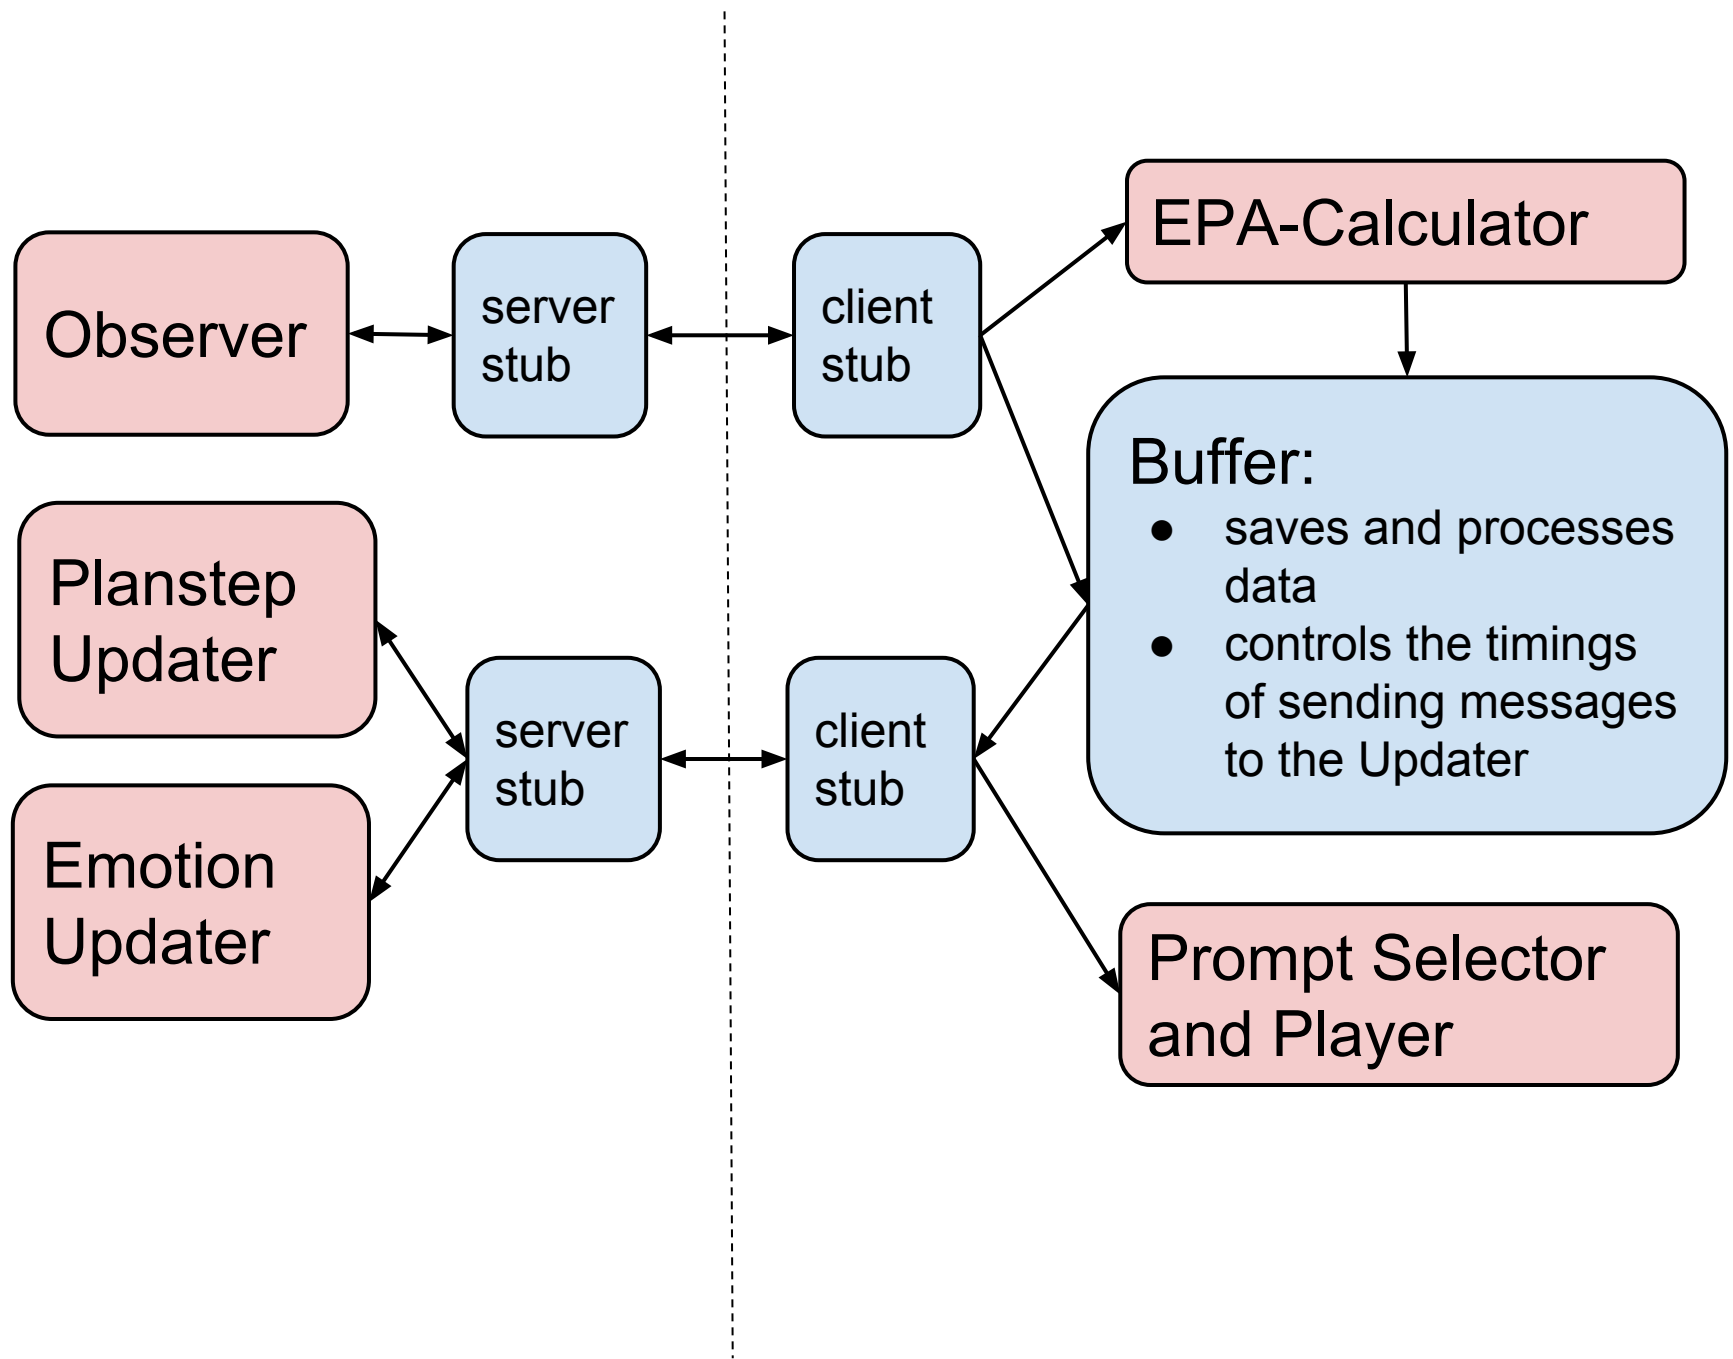 EPA-Calculator
Observer
server
stub
client
stub
Buffer:
● saves and processes
data
● controls the timings
of sending messages
to the Updater
Planstep
Updater
server
stub
client
stub
Emotion
Updater
Prompt Selector
and Player